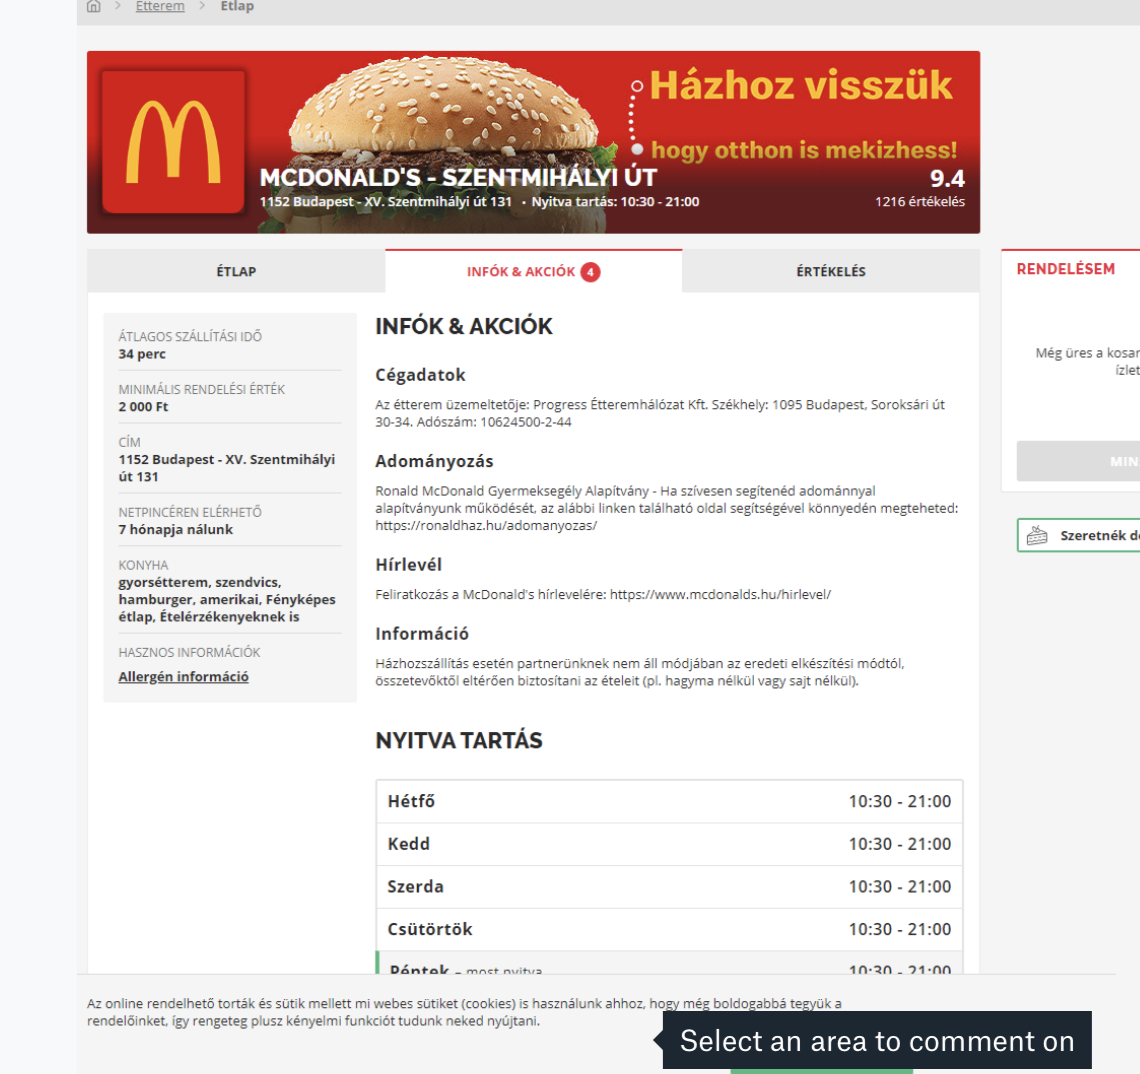 Étterem > Étlap
Házhoz visszük
hogy otthon is mekizhess!
MCDONALD'S - SZENTMIHÁLYI ÚT
9.4
1152 Budapest - XV. Szentmihályi út 131 • Nyitva tartás: 10:30 - 21:00
1216 értékelés
ÉTLAP
INFÓK & AKCIÓK 4
ÉRTÉKELÉS
RENDELÉSEM
Még üres a kosar
ízlet
MIN
Szeretnék de
ÁTLAGOS SZÁLLÍTÁSI IDŐ
34 perc
MINIMÁLIS RENDELÉSI ÉRTÉK
2 000 Ft
CÍM
1152 Budapest - XV. Szentmihályi
út 131
NETPINCÉREN ELÉRHETŐ
7 hónapja nálunk
KONYHA
gyorsétterem, szendvics,
hamburger, amerikai, Fényképes
étlap, Ételérzékenyeknek is
HASZNOS INFORMÁCIÓK
Allergén információ
INFÓK & AKCIÓK
Cégadatok
Az étterem üzemeltetője: Progress Étteremhálózat Kft. Székhely: 1095 Budapest, Soroksári út
30-34. Adószám: 10624500-2-44
Adományozás
Ronald McDonald Gyermeksegély Alapítvány - Ha szívesen segítenéd adománnyal
alapítványunk működését, az alábbi linken található oldal segítségével könnyedén megteheted:
https://ronaldhaz.hu/adomanyozas/
Hírlevél
Feliratkozás a McDonald's hírlevelére: https://www.mcdonalds.hu/hirlevel/
Információ
Házhozszállítás esetén partnerünknek nem áll módjában az eredeti elkészítési módtól,
összetevőktől eltérően biztosítani az ételeit (pl. hagyma nélkül vagy sajt nélkül).
NYITVA TARTÁS
Hétfő 10:30 - 21:00
Kedd 10:30 - 21:00
Szerda 10:30 - 21:00
Csütörtök 10:30 - 21:00
Péntek – most nyitva 10:30 - 21:00
Az online rendelhető torták és sütik mellett mi webes sütiket (cookies) is használunk ahhoz, hogy még boldogabbá tegyük a
rendelőinket, így rengeteg plusz kényelmi funkciót tudunk neked nyújtani.
Select an area to comment on